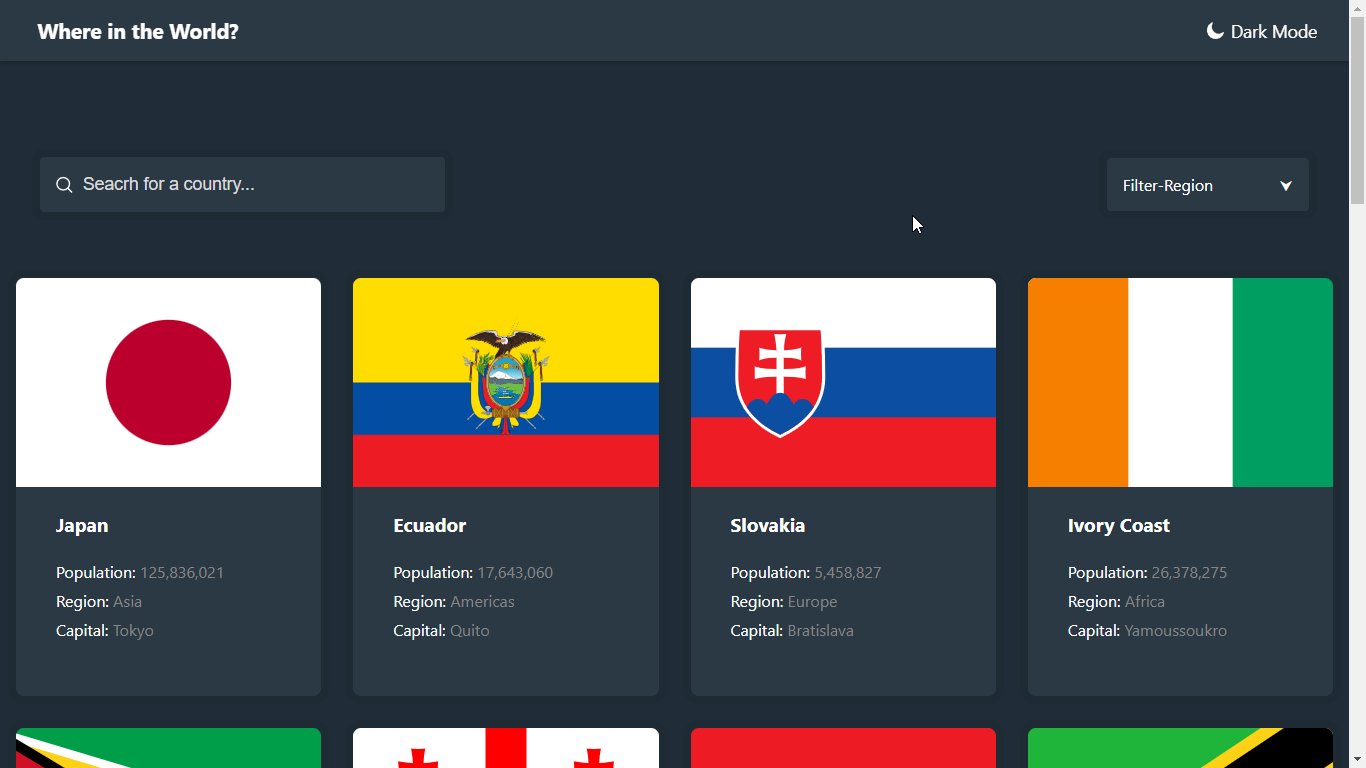 Where in the World?
Dark Mode
Seacrh for a country...
Filter-Region
Japan
Population: 125,836,021
Region: Asia
Capital: Tokyo
Ecuador
Population: 17,643,060
Region: Americas
Capital: Quito
Slovakia
Population: 5,458,827
Region: Europe
Capital: Bratislava
Ivory Coast
Population: 26,378,275
Region: Africa
Capital: Yamoussoukro